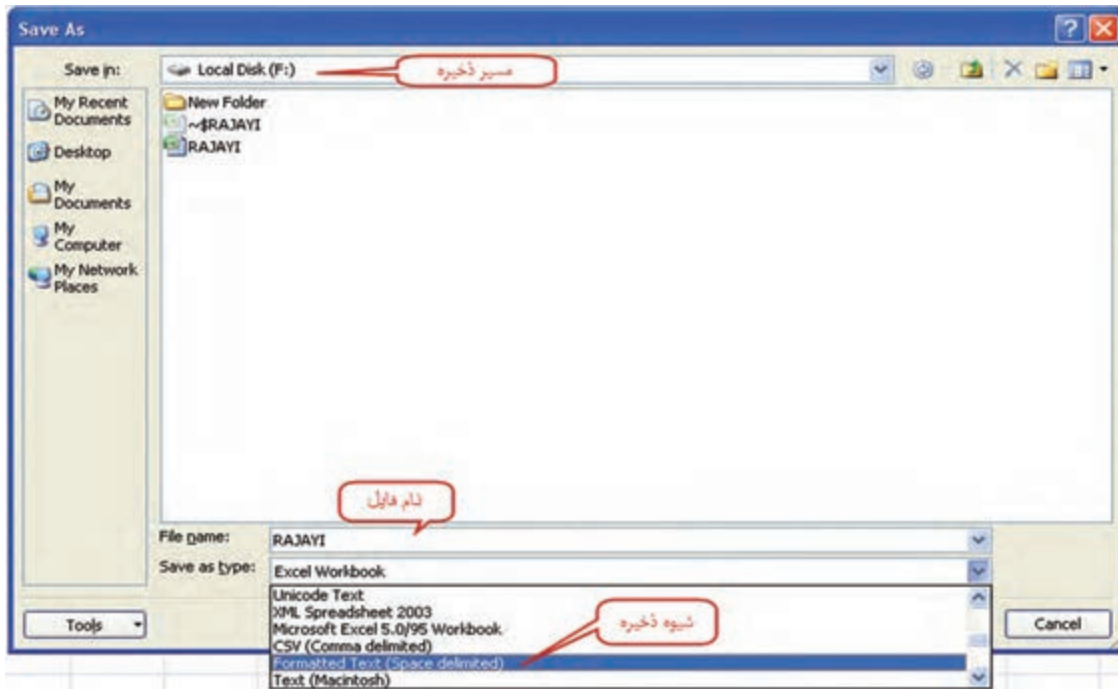 Save As
Save in:
Local Disk (F:)
مسیر ذخیره
My Recent
Documents
Desktop
My
Documents
My
Computer
My Network
Places
New Folder
~$RAJAYI
RAJAYI
نام فایل
File name:
RAJAYI
Save as type:
Excel Workbook
Unicode Text
XML Spreadsheet 2003
Microsoft Excel 5.0/95 Workbook
CSV (Comma delimited)
Formatted Text (Space delimited)
Text (Macintosh)
شیوه ذخیره
Tools
Cancel